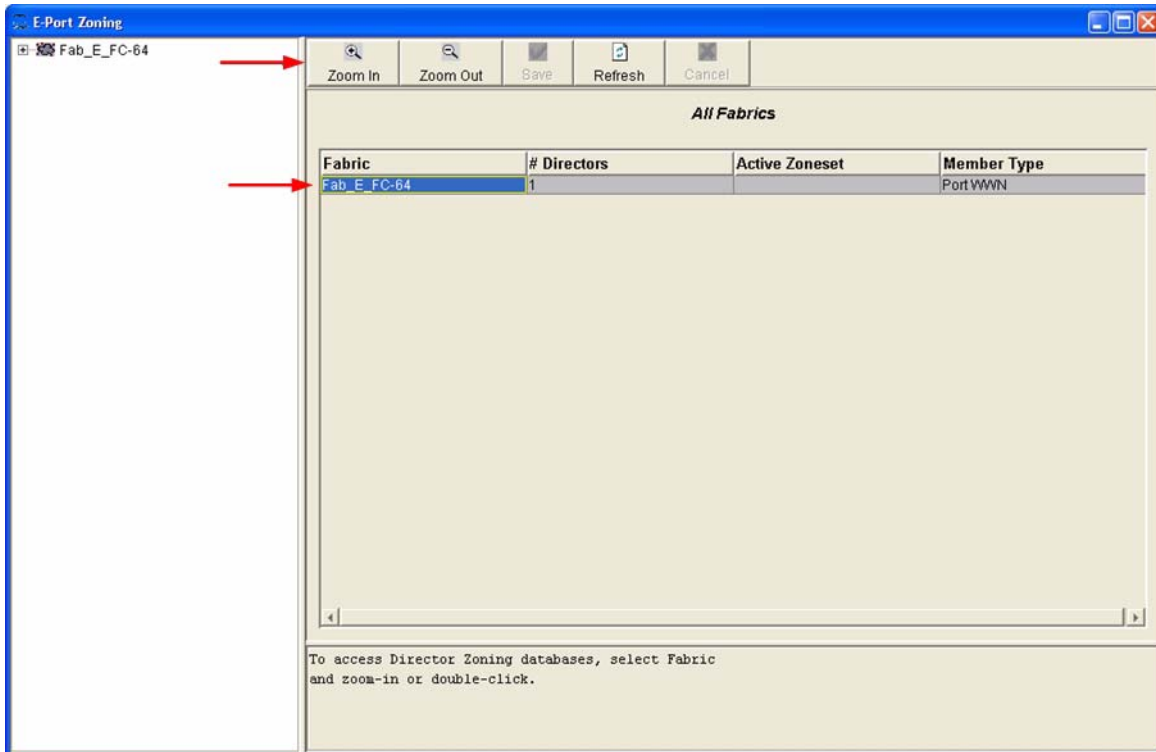 E-Port Zoning
Fab_E_FC-64
Zoom In Zoom Out Save Refresh Cancel
All Fabrics
Fabric # Directors Active Zoneset Member Type
Fab_E_FC-64 1 Port WWN
To access Director Zoning databases, select Fabric
and zoom-in or double-click.